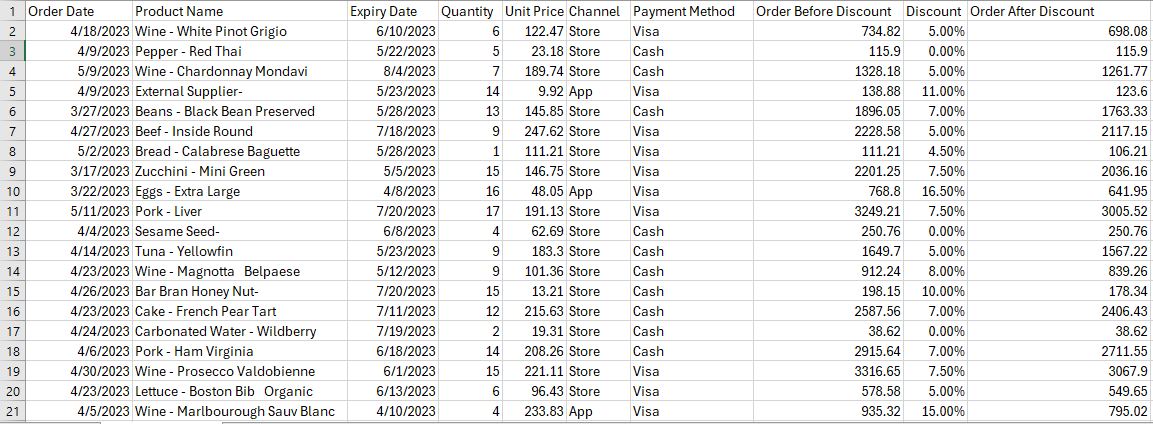 1 Order Date Product Name Expiry Date Quantity Unit Price Channel Payment Method Order Before Discount Discount Order After Discount
2 4/18/2023 Wine - White Pinot Grigio 6/10/2023 6 122.47 Store Visa 734.82 5.00% 698.08
3 4/9/2023 Pepper - Red Thai 5/22/2023 5 23.18 Store Cash 115.9 0.00% 115.9
4 5/9/2023 Wine - Chardonnay Mondavi 8/4/2023 7 189.74 Store Cash 1328.18 5.00% 1261.77
5 4/9/2023 External Supplier- 5/23/2023 14 9.92 App Visa 138.88 11.00% 123.6
6 3/27/2023 Beans - Black Bean Preserved 5/28/2023 13 145.85 Store Cash 1896.05 7.00% 1763.33
7 4/27/2023 Beef - Inside Round 7/18/2023 9 247.62 Store Visa 2228.58 5.00% 2117.15
8 5/2/2023 Bread - Calabrese Baguette 5/28/2023 1 111.21 Store Visa 111.21 4.50% 106.21
9 3/17/2023 Zucchini - Mini Green 5/5/2023 15 146.75 Store Visa 2201.25 7.50% 2036.16
10 3/22/2023 Eggs - Extra Large 4/8/2023 16 48.05 App Visa 768.8 16.50% 641.95
11 5/11/2023 Pork - Liver 7/20/2023 17 191.13 Store Visa 3249.21 7.50% 3005.52
12 4/4/2023 Sesame Seed- 6/8/2023 4 62.69 Store Cash 250.76 0.00% 250.76
13 4/14/2023 Tuna - Yellowfin 5/23/2023 9 183.3 Store Cash 1649.7 5.00% 1567.22
14 4/23/2023 Wine - Magnotta Belpaese 5/12/2023 9 101.36 Store Cash 912.24 8.00% 839.26
15 4/26/2023 Bar Bran Honey Nut- 7/20/2023 15 13.21 Store Cash 198.15 10.00% 178.34
16 4/23/2023 Cake - French Pear Tart 7/11/2023 12 215.63 Store Cash 2587.56 7.00% 2406.43
17 4/24/2023 Carbonated Water - Wildberry 7/19/2023 2 19.31 Store Cash 38.62 0.00% 38.62
18 4/6/2023 Pork - Ham Virginia 6/18/2023 14 208.26 Store Cash 2915.64 7.00% 2711.55
19 4/30/2023 Wine - Prosecco Valdobienne 6/1/2023 15 221.11 Store Visa 3316.65 7.50% 3067.9
20 4/23/2023 Lettuce - Boston Bib Organic 6/13/2023 6 96.43 Store Visa 578.58 5.00% 549.65
21 4/5/2023 Wine - Marlbourough Sauv Blanc 4/10/2023 4 233.83 App Visa 935.32 15.00% 795.02